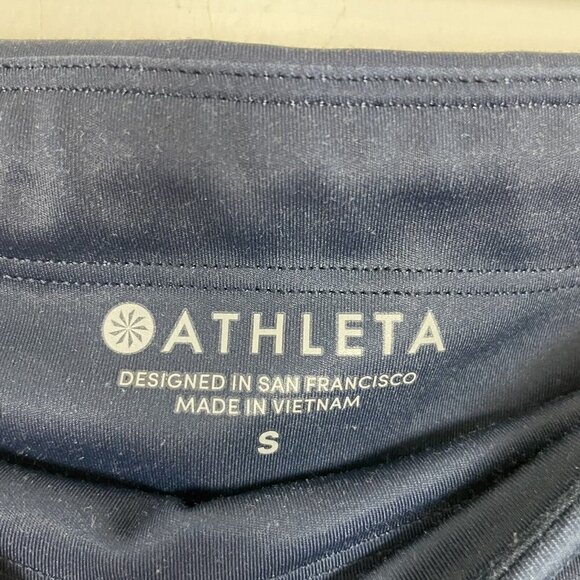 ATHLETA
DESIGNED IN SAN FRANCISCO
MADE IN VIETNAM
S